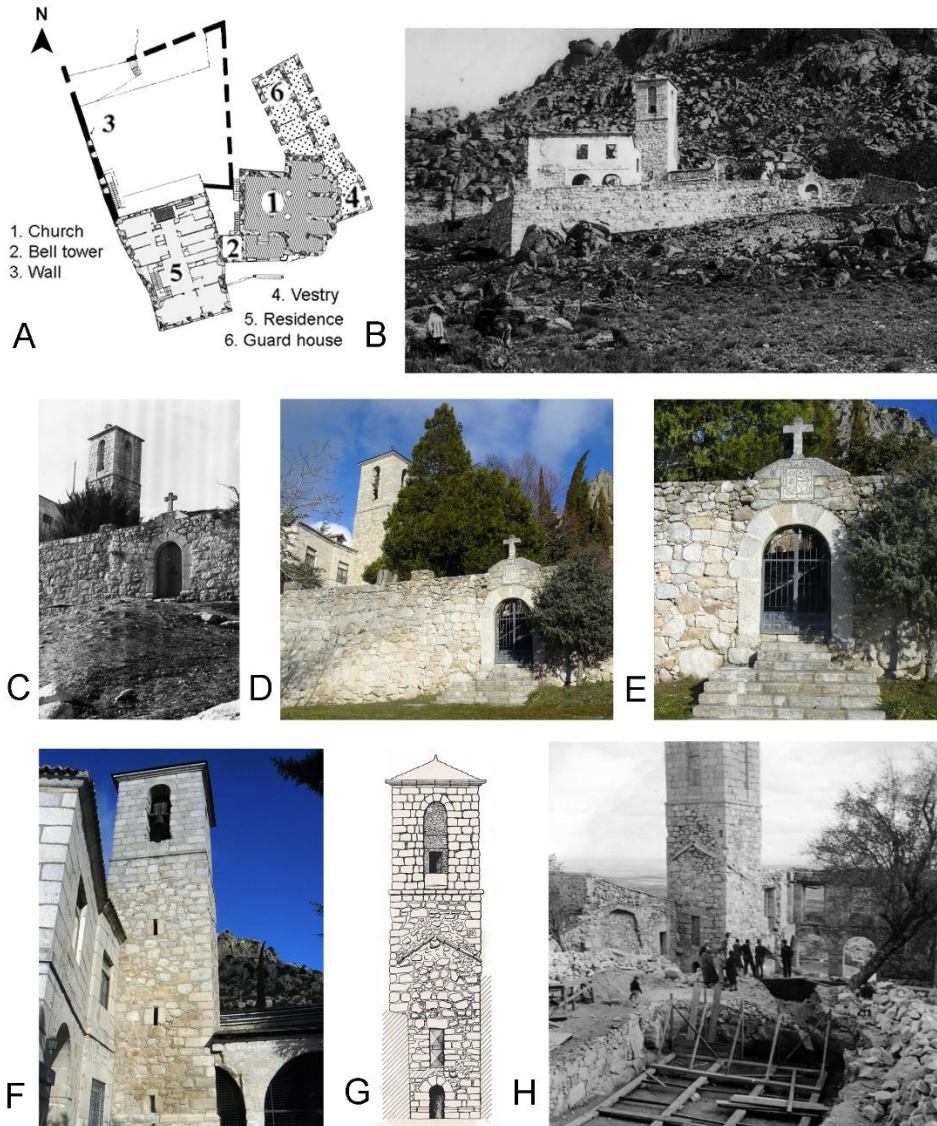 N
3
6
1
4
2
5
1. Church
2. Bell tower
3. Wall
4. Vestry
5. Residence
6. Guard house
A
B
C
D
E
F
G
H